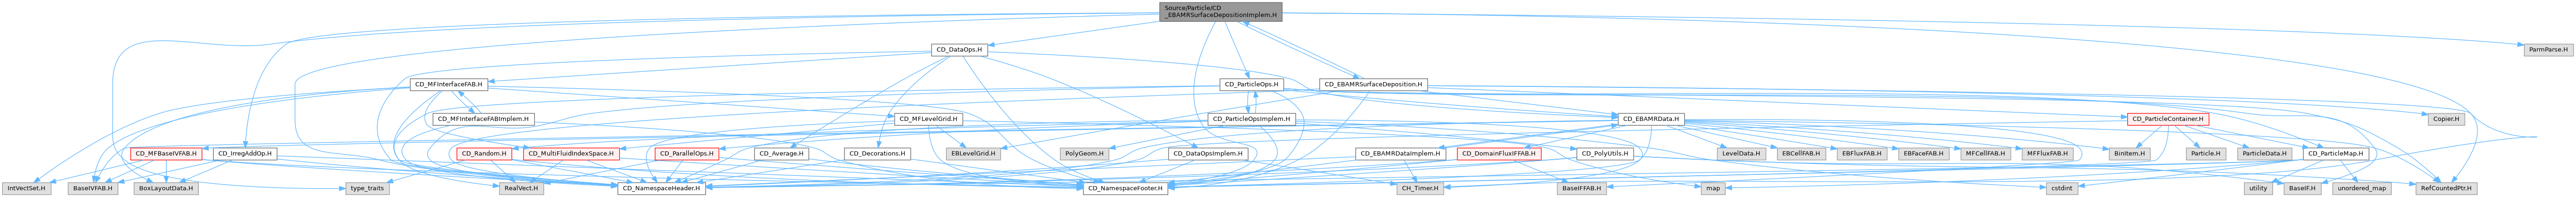 Source/Particle/CD
_EBAMRSurfaceDepositionImplem.H
CD_DataOps.H
ParmParse.H
CD_MFInterfaceFAB.H
CD_ParticleOps.H
CD_EBAMRSurfaceDeposition.H
CD_MFInterfaceFABImplem.H
CD_MFLevelGrid.H
CD_ParticleOpsImplem.H
CD_EBAMRData.H
CD_ParticleContainer.H
Copier.H
CD_MFBaseIVFAB.H
CD_IrregAddOp.H
CD_Random.H
CD_MultiFluidIndexSpace.H
CD_ParallelOps.H
CD_Average.H
CD_Decorations.H
EBLevelGrid.H
PolyGeom.H
CD_DataOpsImplem.H
CD_EBAMRDataImplem.H
CD_DomainFluxIFFAB.H
CD_PolyUtils.H
LevelData.H
EBCellFAB.H
EBFluxFAB.H
EBFaceFAB.H
MFCellFAB.H
MFFluxFAB.H
BinItem.H
Particle.H
ParticleData.H
CD_ParticleMap.H
IntVectSet.H
BaseIVFAB.H
BoxLayoutData.H
type_traits
RealVect.H
CD_NamespaceHeader.H
CD_NamespaceFooter.H
CH_Timer.H
BaseIFFAB.H
map
cstdint
utility
BaseIF.H
unordered_map
RefCountedPtr.H